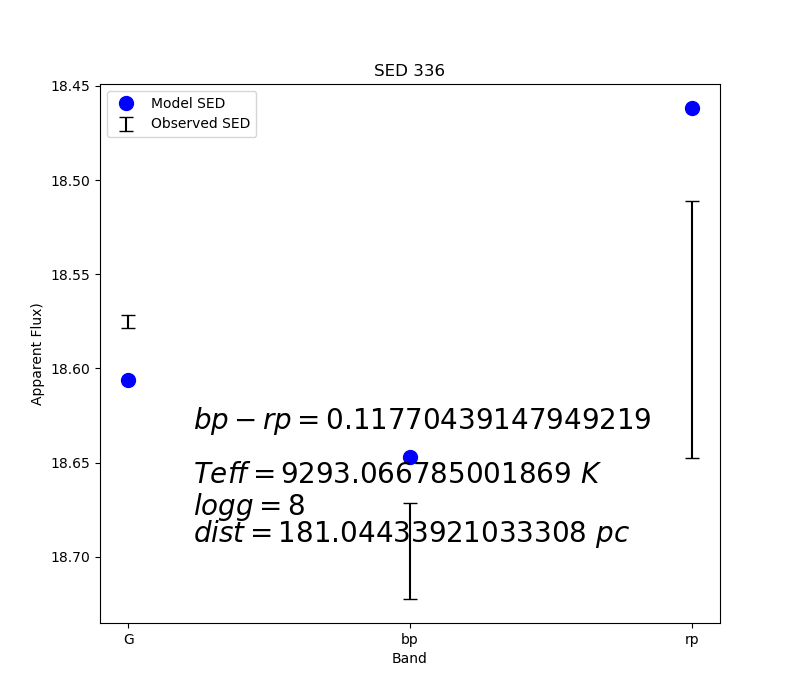 SED 336
Model SED
Observed SED
18.45
18.50
18.55
18.60
18.65
18.70
Apparent Flux)
bp − rp = 0.11770439147949219
Teff = 9293.066785001869 K
logg = 8
dist = 181.04433921033308 pc
G bp rp
Band